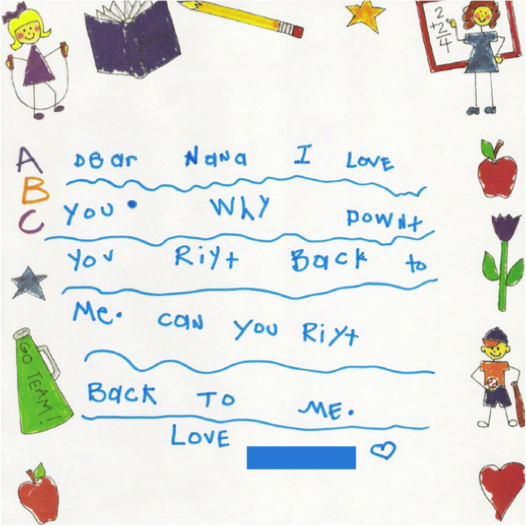 2
+2
4
A
B
C
Dear Nana I Love
you. Why Downt
you Riyt Back to
Me. can you Riyt
Back To Me.
Love
GO TEAM!